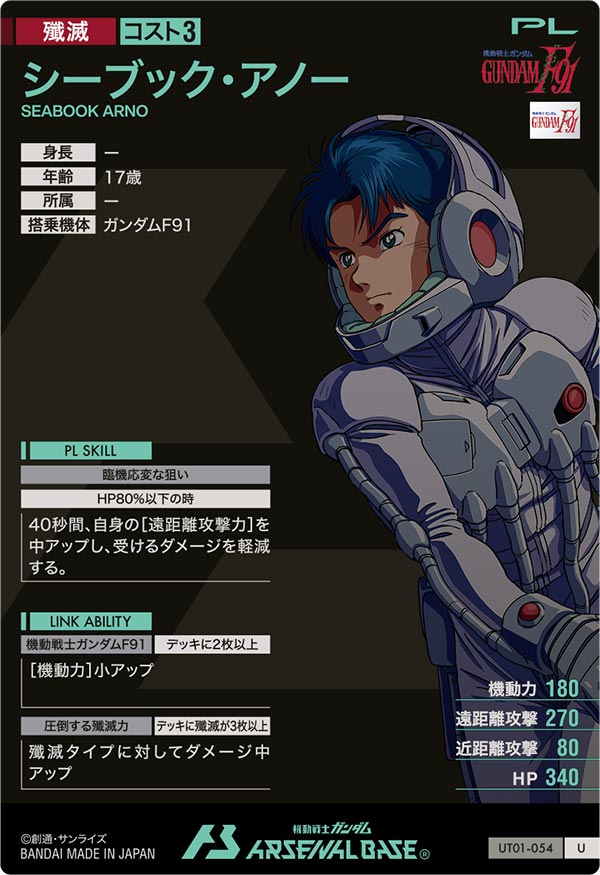 殲滅 コスト3
PL
シーブック・アノー
SEABOOK ARNO
機動戦士ガンダム
GUNDAM F91
機動戦士ガンダム
GUNDAM F91
身長 ー
年齢 17歳
所属 ー
搭乗機体 ガンダムF91
PL SKILL
臨機応変な狙い
HP80%以下の時
40秒間、自身の[遠距離攻撃力]を
中アップし、受けるダメージを軽減
する。
LINK ABILITY
機動戦士ガンダムF91 デッキに2枚以上
[機動力]小アップ
圧倒する殲滅力 デッキに殲滅が3枚以上
殲滅タイプに対してダメージ中
アップ
機動力 180
遠距離攻撃 270
近距離攻撃 80
HP 340
©創通・サンライズ
BANDAI MADE IN JAPAN
機動戦士ガンダム
ARSENAL BASE®
UT01-054 U